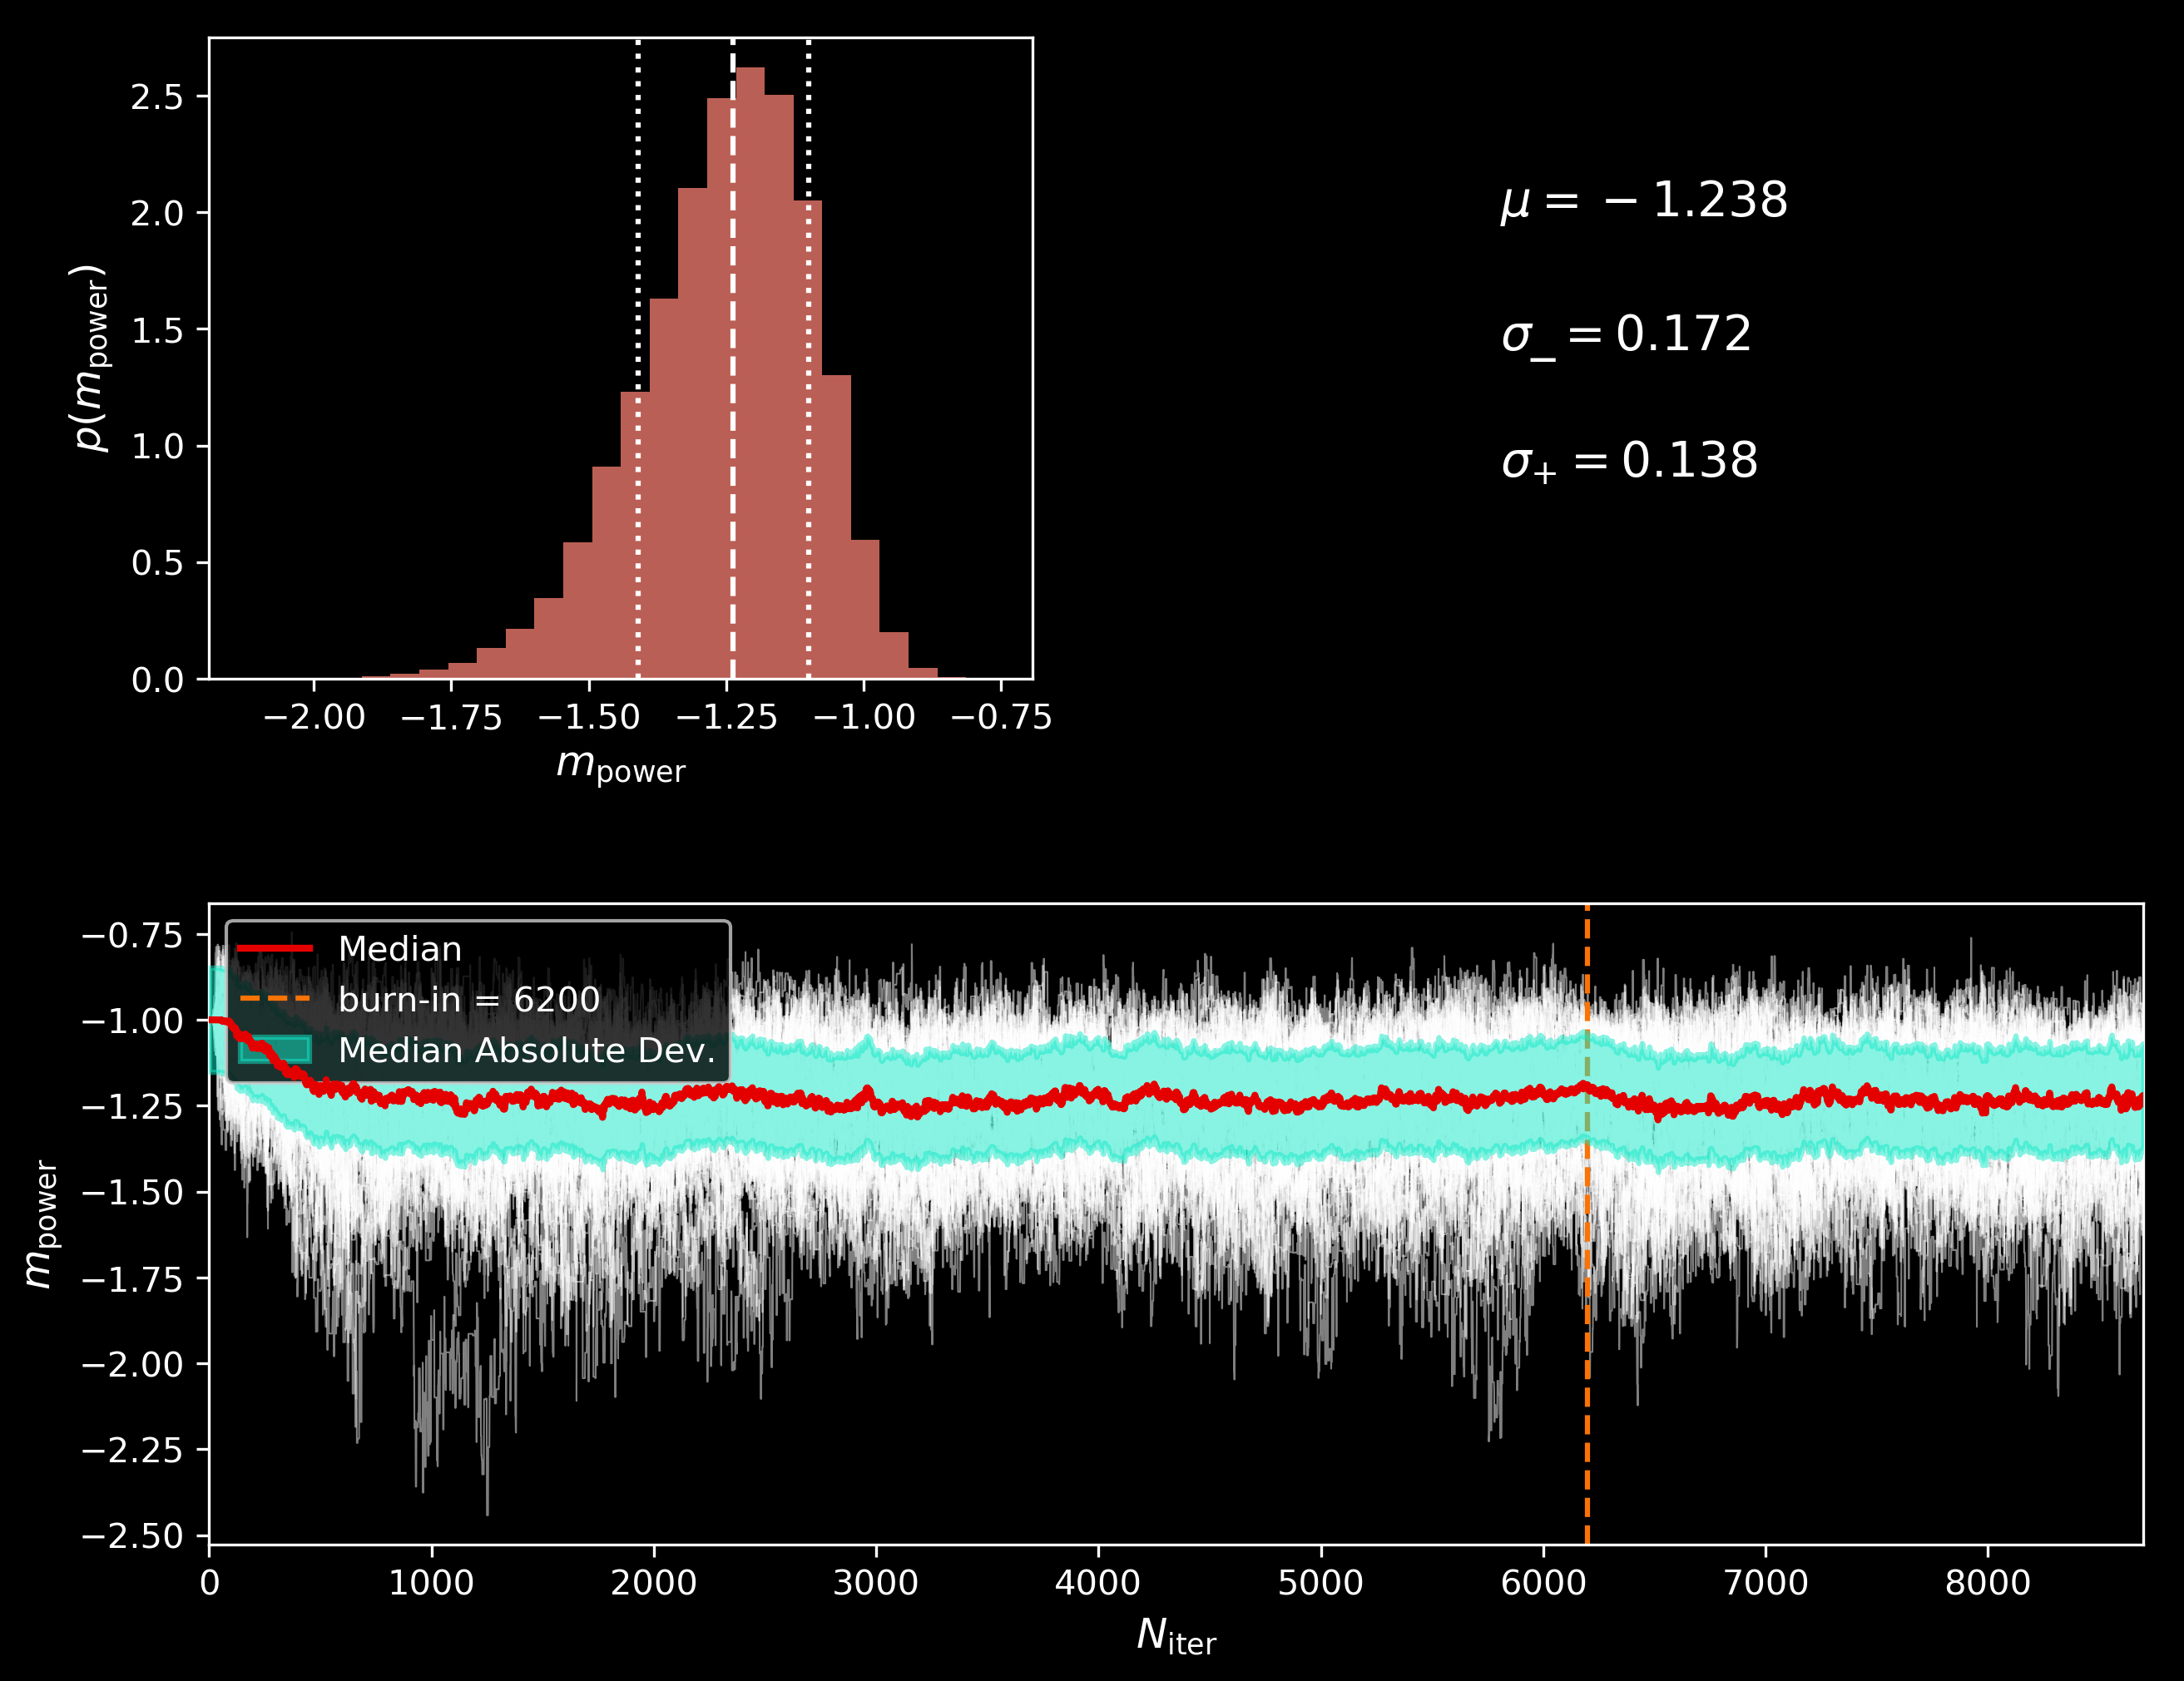 2.5
2.0
1.5
1.0
0.5
0.0
p(m_power)
−2.00 −1.75 −1.50 −1.25 −1.00 −0.75
m_power
μ = −1.238
σ_− = 0.172
σ_+ = 0.138
Median
burn-in = 6200
Median Absolute Dev.
−0.75
−1.00
−1.25
−1.50
−1.75
−2.00
−2.25
−2.50
m_power
0 1000 2000 3000 4000 5000 6000 7000 8000
N_iter